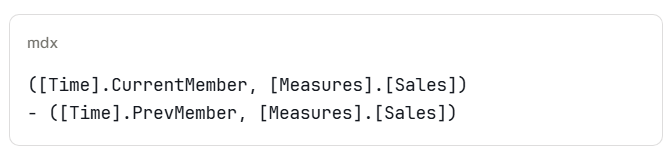 mdx
([Time].CurrentMember, [Measures].[Sales])
- ([Time].PrevMember, [Measures].[Sales])